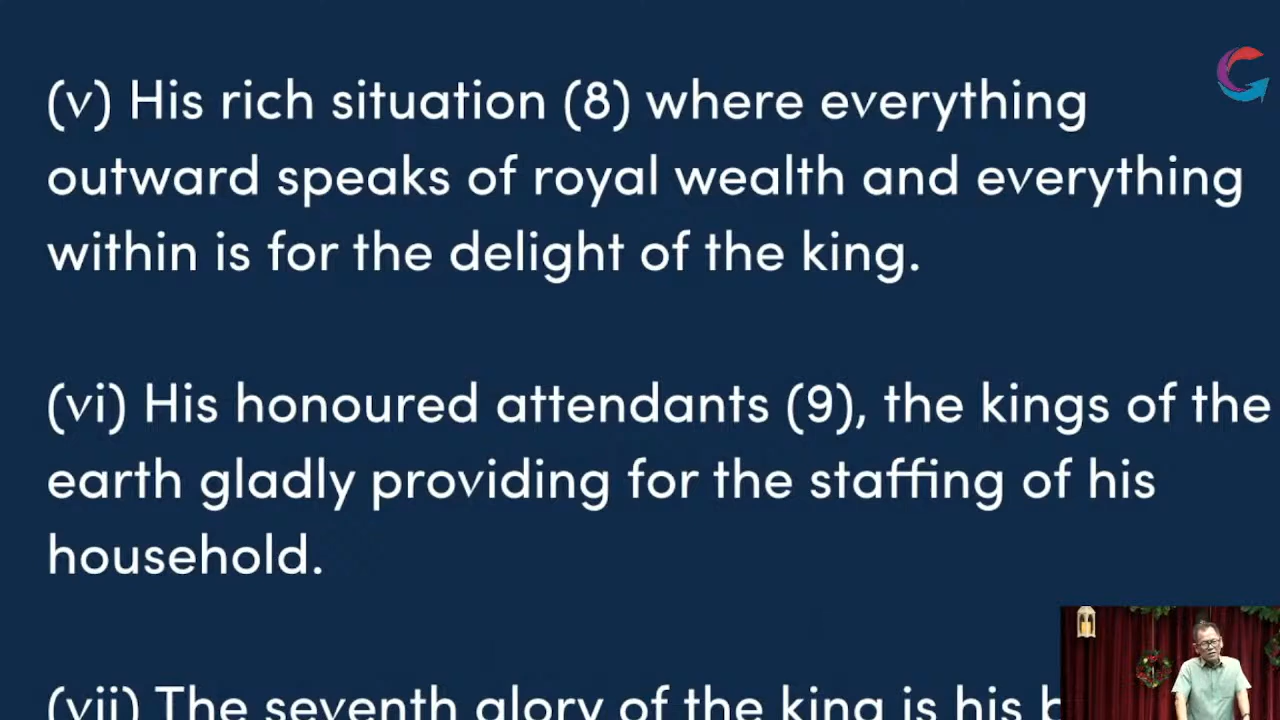 (v) His rich situation (8) where everything
outward speaks of royal wealth and everything
within is for the delight of the king.
(vi) His honoured attendants (9), the kings of the
earth gladly providing for the staffing of his
household.
(vii) The seventh glory of the king is his